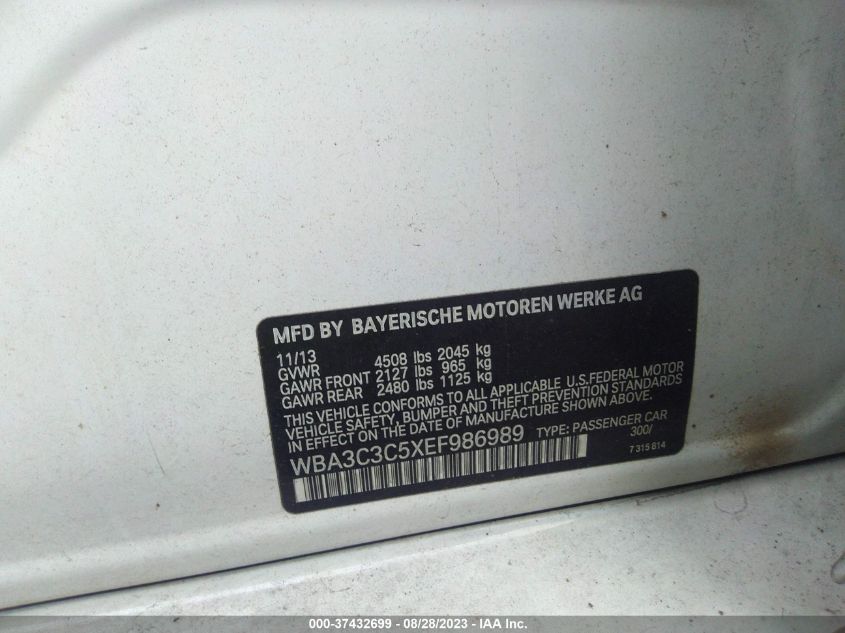 MFD BY BAYERISCHE MOTOREN WERKE AG
11/13
GVWR 4508 lbs 2045 kg
GAWR FRONT 2127 lbs 965 kg
GAWR REAR 2480 lbs 1125 kg
THIS VEHICLE CONFORMS TO ALL APPLICABLE U.S.FEDERAL MOTOR
VEHICLE SAFETY, BUMPER AND THEFT PREVENTION STANDARDS
IN EFFECT ON THE DATE OF MANUFACTURE SHOWN ABOVE.
WBA3C3C5XEF986989 TYPE: PASSENGER CAR
300/
7 315 814
000-37432699 - 08/28/2023 - IAA Inc.